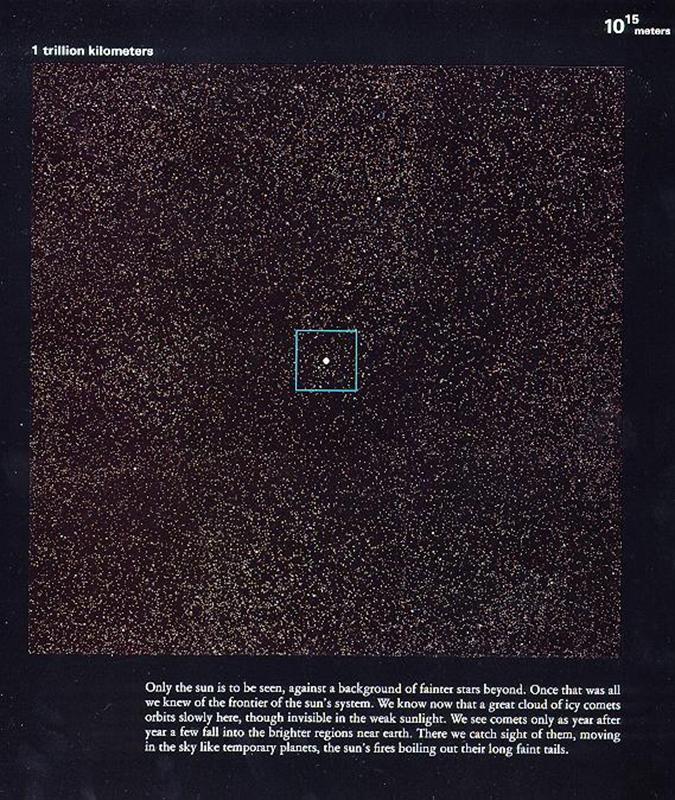 10¹⁵ meters
1 trillion kilometers
Only the sun is to be seen, against a background of fainter stars beyond. Once that was all
we knew of the frontier of the sun's system. We know now that a great cloud of icy comets
orbits slowly here, though invisible in the weak sunlight. We see comets only as year after
year a few fall into the brighter regions near earth. There we catch sight of them, moving
in the sky like temporary planets, the sun's fires boiling out their long faint tails.